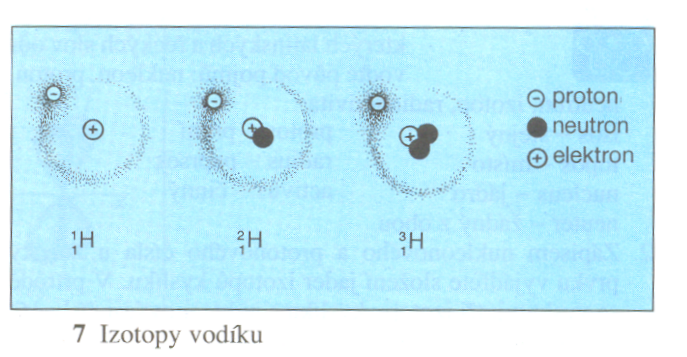 ⊖ proton
● neutron
⊕ elektron
¹₁H ²₁H ³₁H
7 Izotopy vodíku